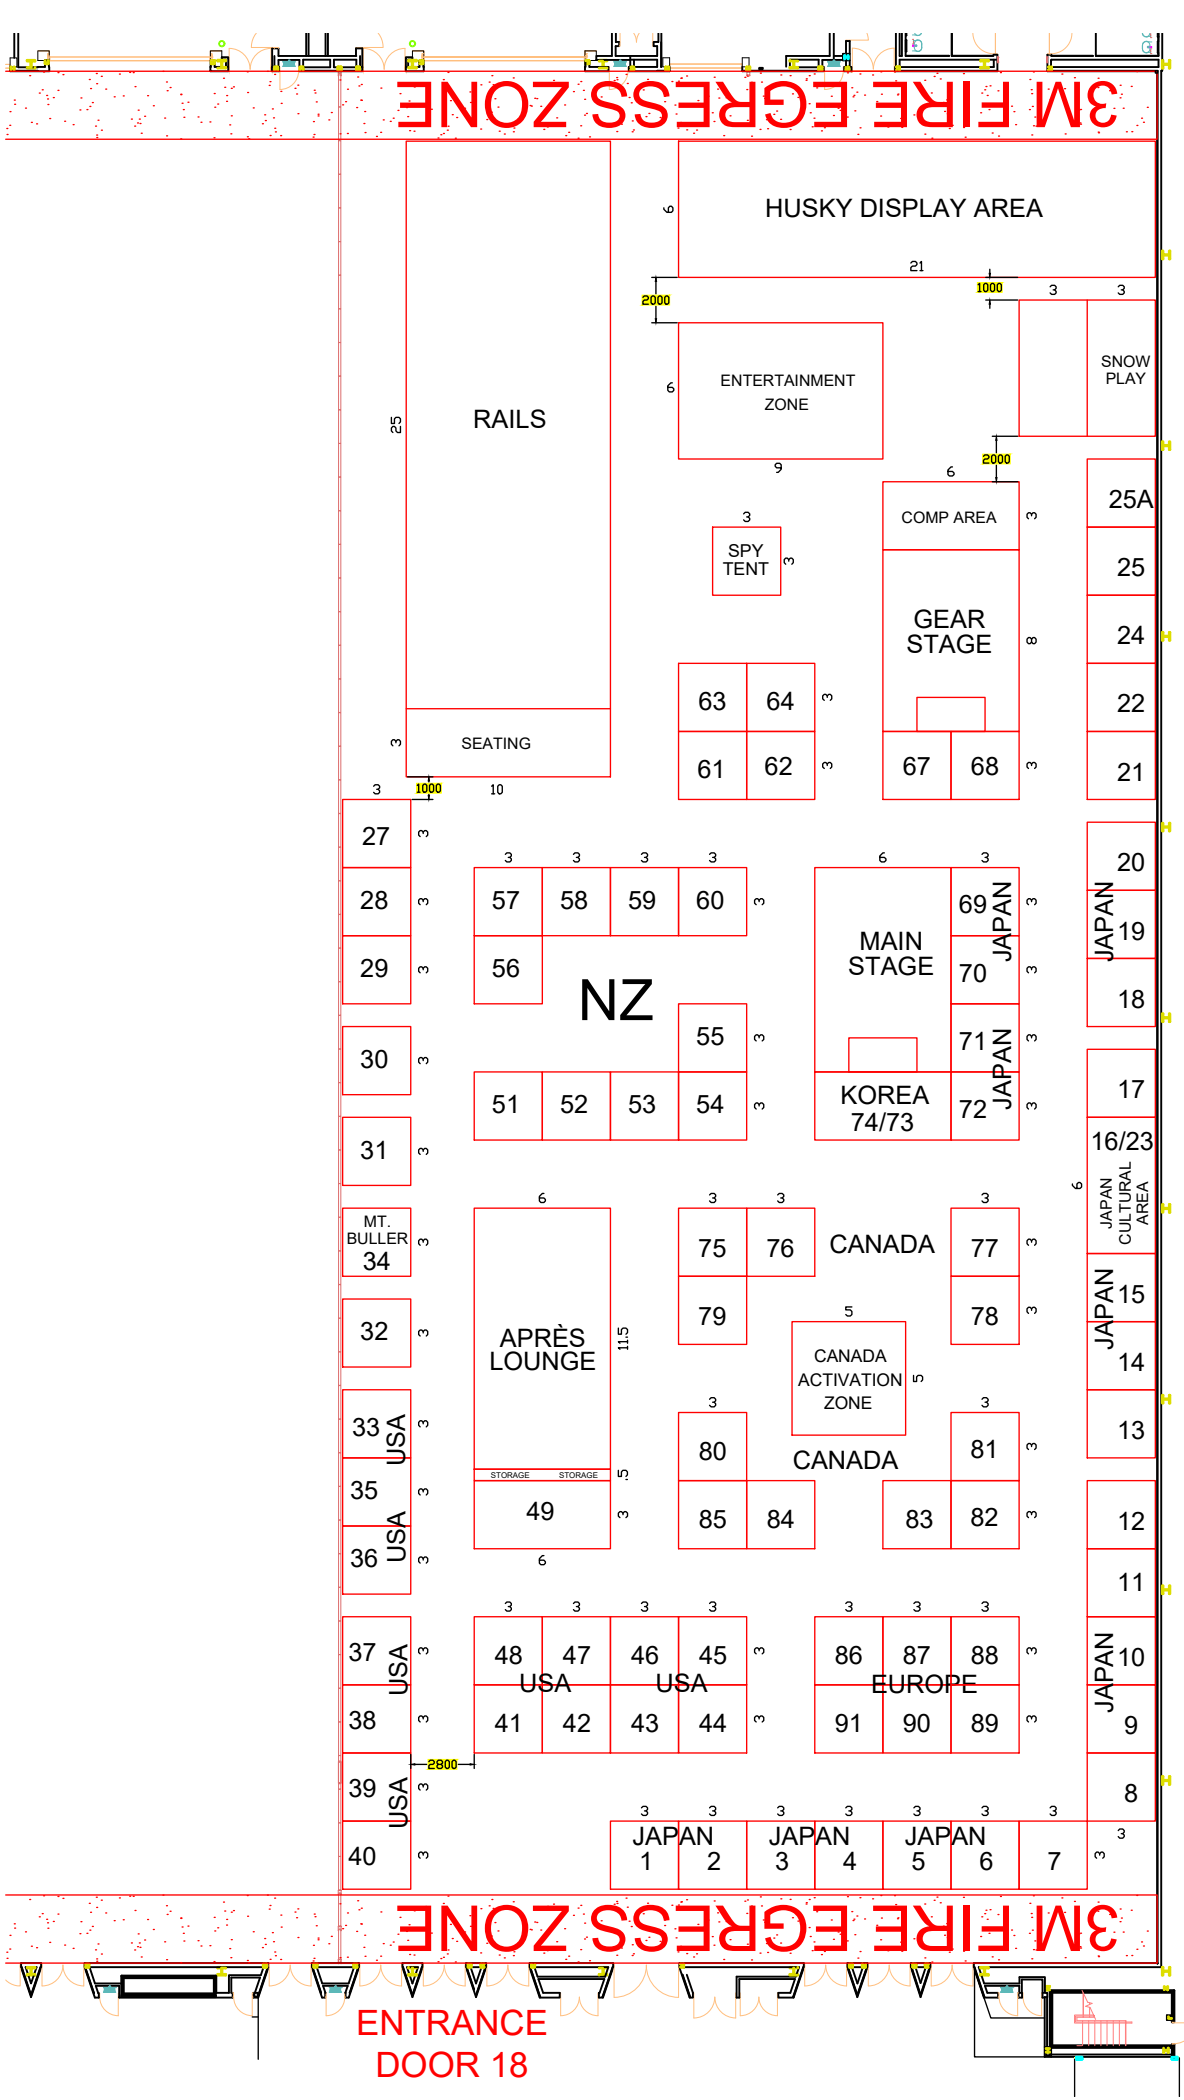 3M FIRE EGRESS ZONE
HUSKY DISPLAY AREA
6
21
2000
1000
3 3
ENTERTAINMENT
ZONE
6
9
SNOW
PLAY
RAILS
25
2000
6
COMP AREA
3
25A
3
SPY
TENT
3
25
GEAR
STAGE
8
24
63 64 3
22
SEATING
3
61 62 3
67 68 3
21
3
1000
10
27 3
3 3 3 3
6 3
20
28 3
57 58 59 60 3
69 3
JAPAN
JAPAN
19
MAIN
STAGE
29 3
56
70 3
NZ
18
30 3
55 3
71 3
JAPAN
17
51 52 53 54 3
KOREA
74/73
72 3
31 3
16/23
JAPAN
CULTURAL
AREA
6
6
3 3
3
MT.
BULLER
34
3
75 76
CANADA
77 3
15
JAPAN
32 3
APRÈS
LOUNGE
11.5
79
5
78 3
14
CANADA
ACTIVATION
ZONE
5
33 3
USA
3
3
80
81 3
13
CANADA
35 3
STORAGE STORAGE
.5
49 3
85 84
83 82 3
12
USA
36 3
6
11
3 3 3 3
3 3 3
37 3
USA
48 47 46 45 3
86 87 88 3
10
JAPAN
USA USA
EUROPE
38 3
41 42 43 44 3
91 90 89 3
9
2800
39 3
USA
8
3 3 3 3 3 3 3
3
JAPAN JAPAN JAPAN
40 3
1 2 3 4 5 6 7 3
3M FIRE EGRESS ZONE
ENTRANCE
DOOR 18